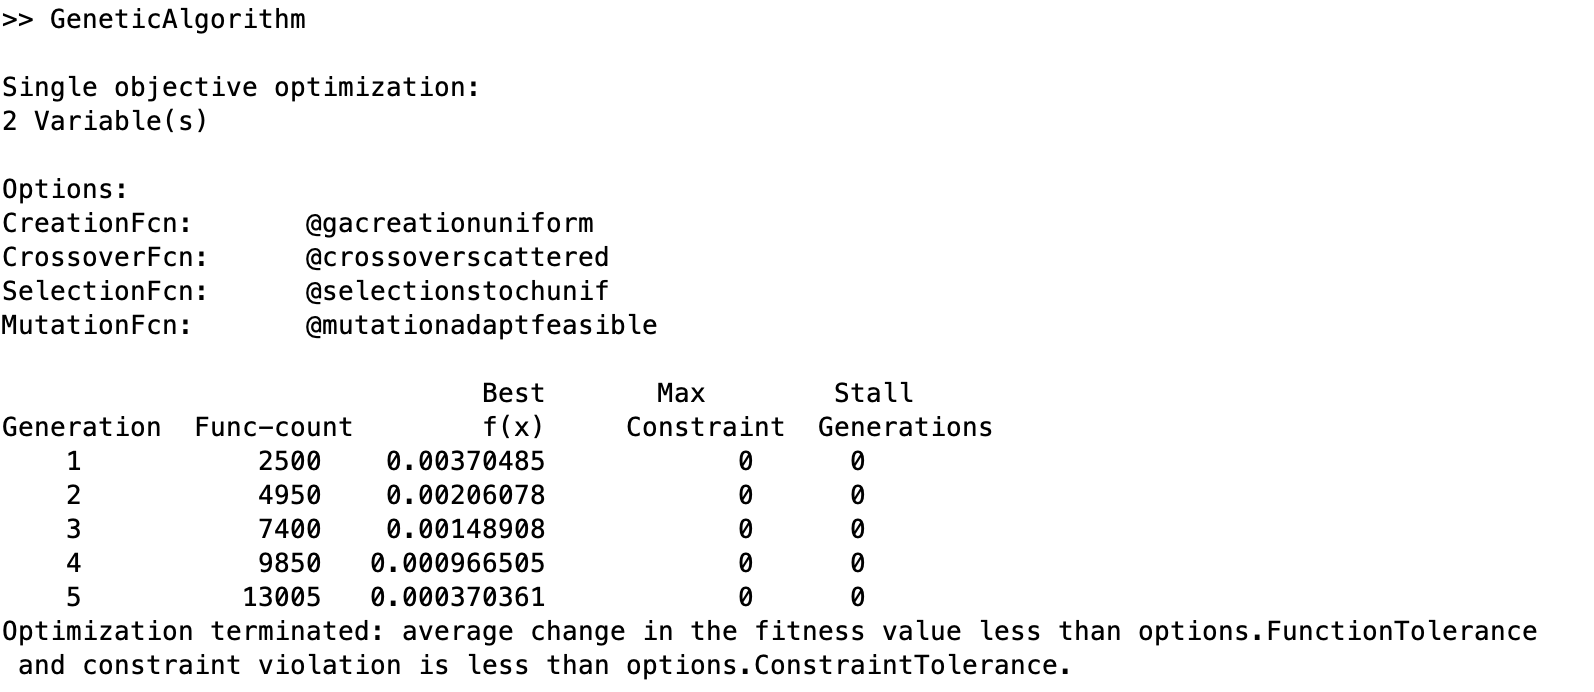 >> GeneticAlgorithm
Single objective optimization:
2 Variable(s)
Options:
CreationFcn:       @gacreationuniform
CrossoverFcn:      @crossoverscattered
SelectionFcn:      @selectionstochunif
MutationFcn:       @mutationadaptfeasible
                              Best       Max        Stall
Generation  Func-count        f(x)     Constraint  Generations
    1           2500    0.00370485            0      0
    2           4950    0.00206078            0      0
    3           7400    0.00148908            0      0
    4           9850   0.000966505            0      0
    5          13005   0.000370361            0      0
Optimization terminated: average change in the fitness value less than options.FunctionTolerance
 and constraint violation is less than options.ConstraintTolerance.